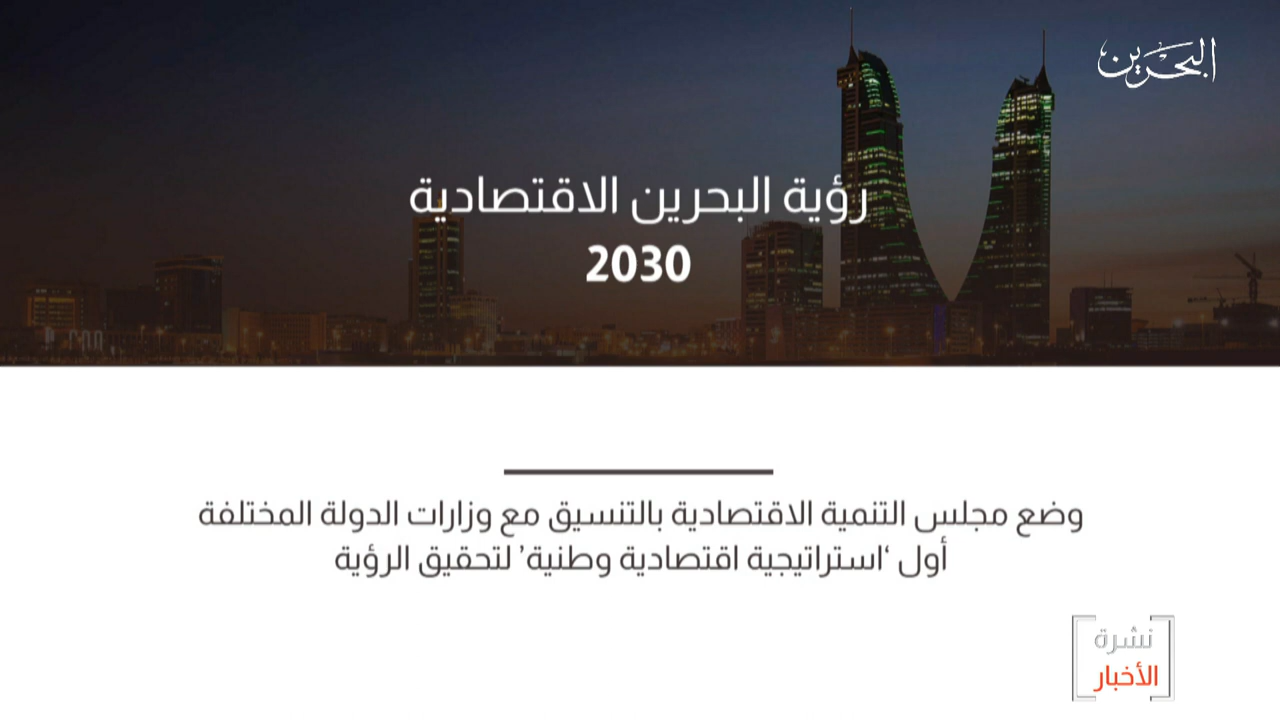 البحرين
رؤية البحرين الاقتصادية
2030
وضع مجلس التنمية الاقتصادية بالتنسيق مع وزارات الدولة المختلفة
أول ‘استراتيجية اقتصادية وطنية’ لتحقيق الرؤية
نشرة
الأخبار